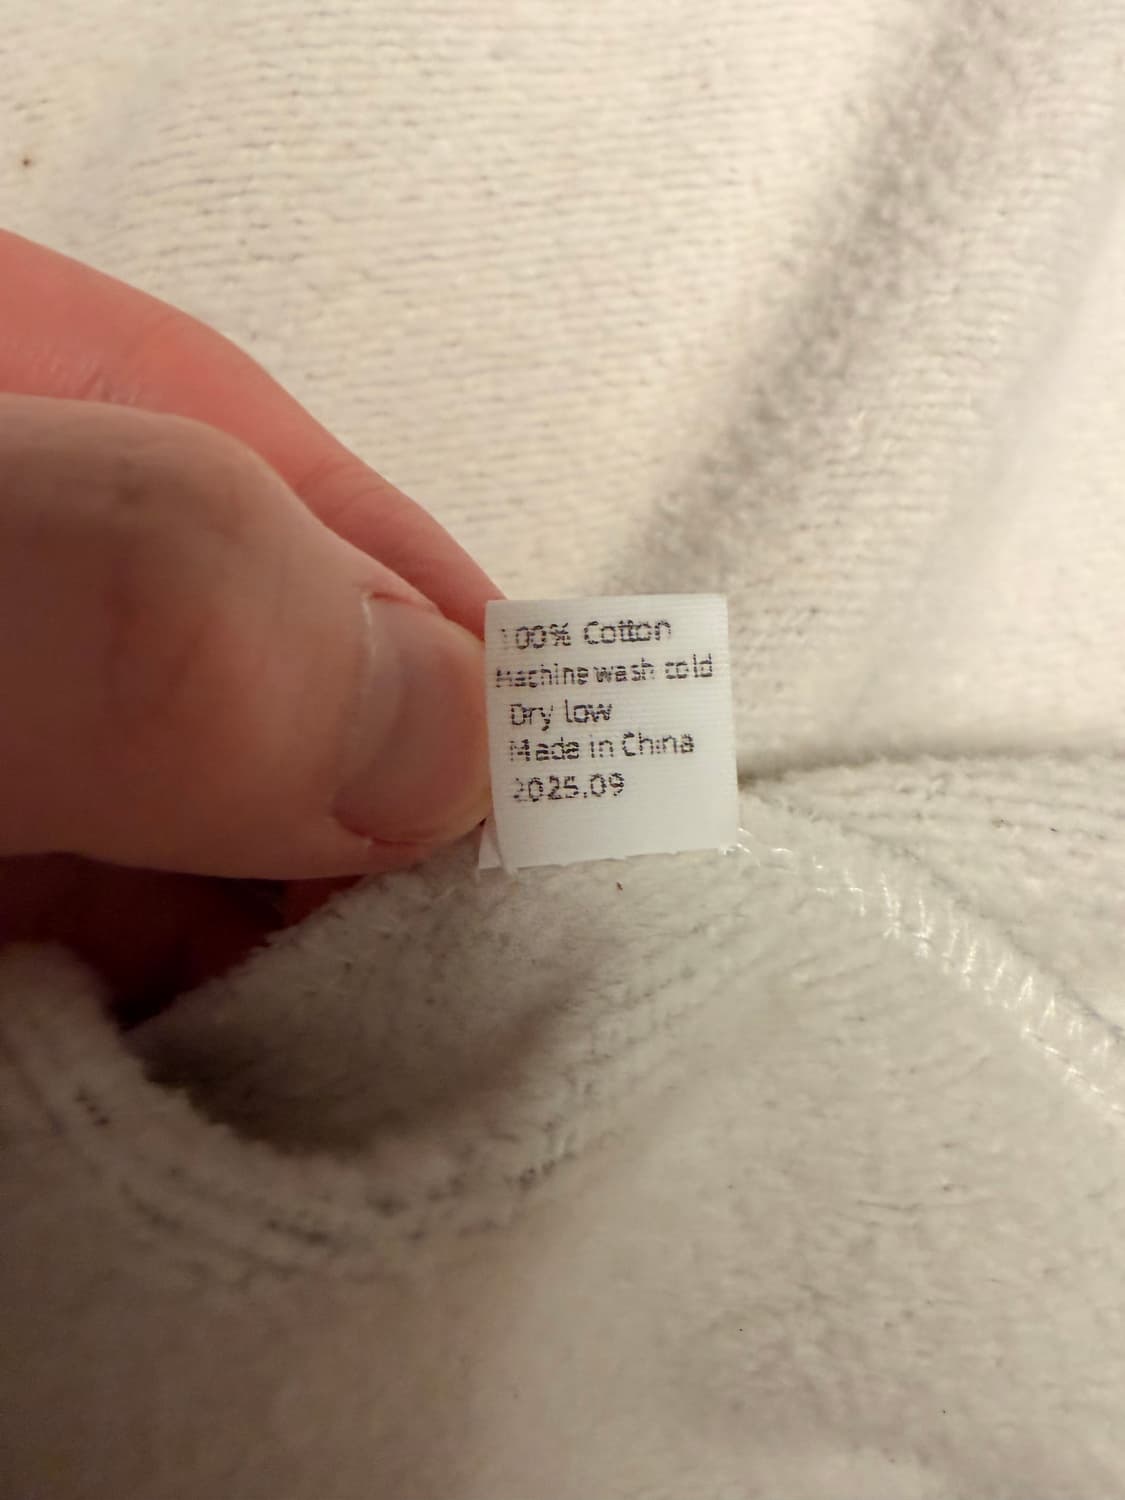 100% Cotton
Machine wash cold
Dry low
Made in China
2025.09